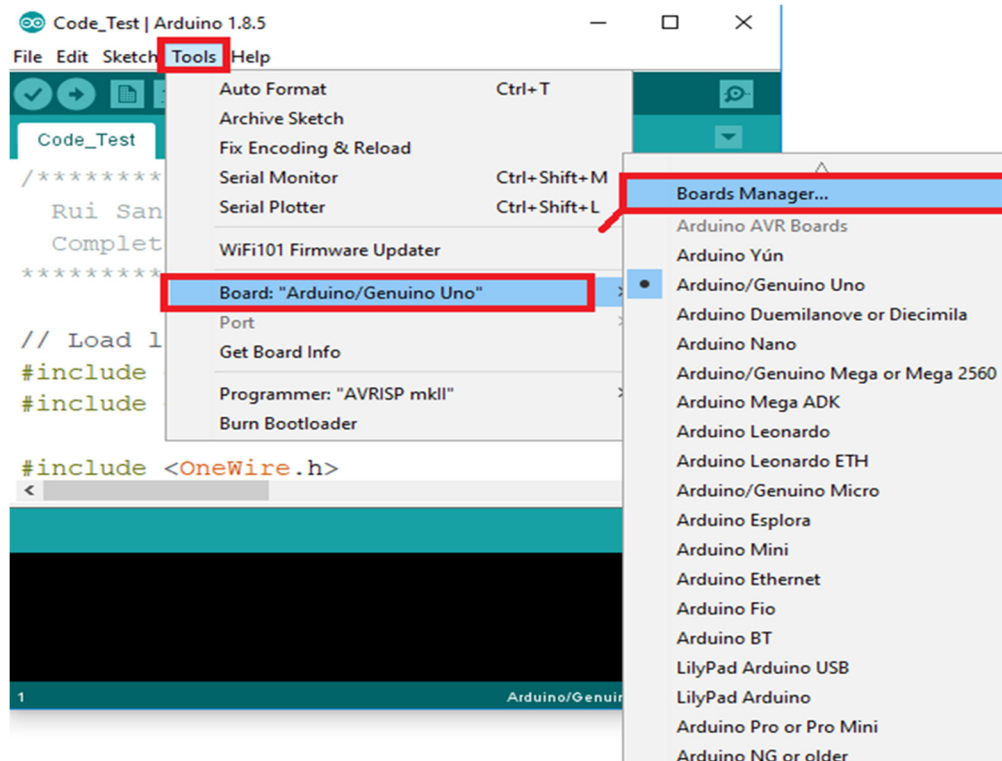 Code_Test | Arduino 1.8.5
File Edit Sketch Tools Help
Auto Format Ctrl+T
Archive Sketch
Fix Encoding & Reload
Serial Monitor Ctrl+Shift+M
Serial Plotter Ctrl+Shift+L
WiFi101 Firmware Updater
Board: "Arduino/Genuino Uno"
Port
Get Board Info
Programmer: "AVRISP mkII"
Burn Bootloader
Code_Test
/********
Rui San
Complet
*********
// Load l
#include
#include
#include <OneWire.h>
1 Arduino/Genuin
Boards Manager...
Arduino AVR Boards
Arduino Yún
Arduino/Genuino Uno
Arduino Duemilanove or Diecimila
Arduino Nano
Arduino/Genuino Mega or Mega 2560
Arduino Mega ADK
Arduino Leonardo
Arduino Leonardo ETH
Arduino/Genuino Micro
Arduino Esplora
Arduino Mini
Arduino Ethernet
Arduino Fio
Arduino BT
LilyPad Arduino USB
LilyPad Arduino
Arduino Pro or Pro Mini
Arduino NG or older